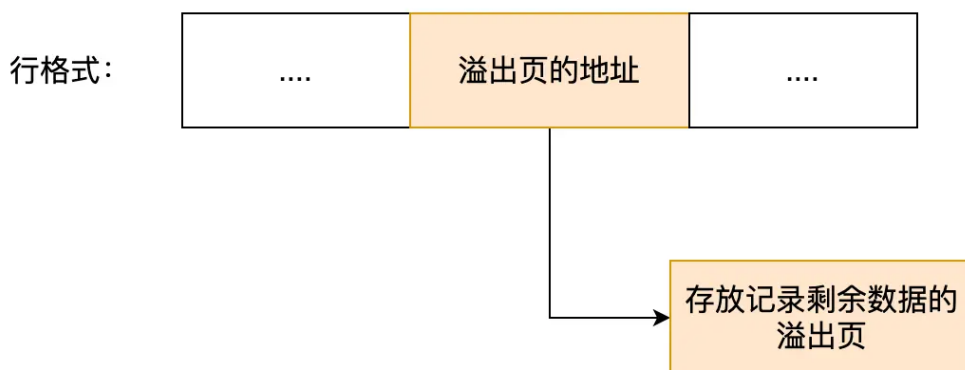 行格式：
....
溢出页的地址
....
存放记录剩余数据的
溢出页